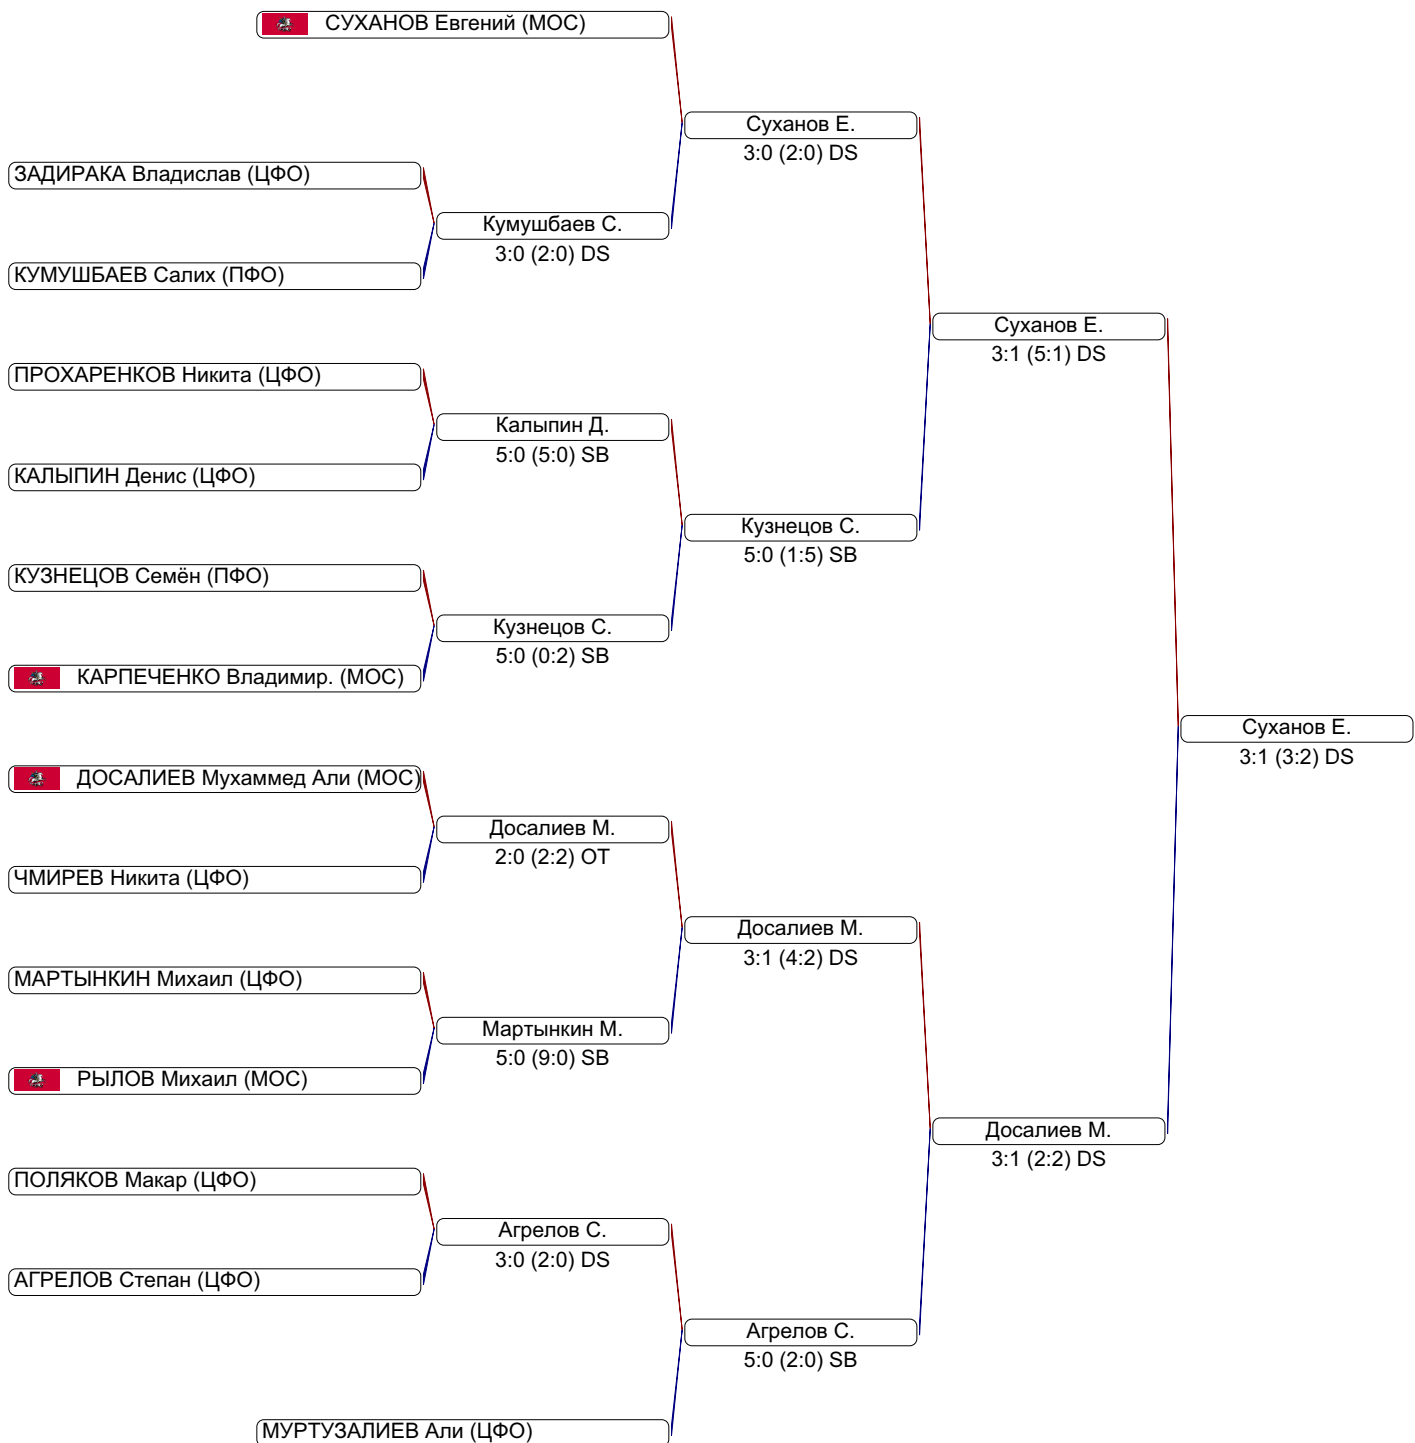 СУХАНОВ Евгений (МОС)
Суханов Е.
3:0 (2:0) DS
ЗАДИРАКА Владислав (ЦФО)
Кумушбаев С.
3:0 (2:0) DS
КУМУШБАЕВ Салих (ПФО)
Суханов Е.
3:1 (5:1) DS
ПРОХАРЕНКОВ Никита (ЦФО)
Калыпин Д.
5:0 (5:0) SB
КАЛЫПИН Денис (ЦФО)
Кузнецов С.
5:0 (1:5) SB
КУЗНЕЦОВ Семён (ПФО)
Кузнецов С.
5:0 (0:2) SB
КАРПЕЧЕНКО Владимир. (МОС)
Суханов Е.
3:1 (3:2) DS
ДОСАЛИЕВ Мухаммед Али (МОС)
Досалиев М.
2:0 (2:2) OT
ЧМИРЕВ Никита (ЦФО)
Досалиев М.
3:1 (4:2) DS
МАРТЫНКИН Михаил (ЦФО)
Мартынкин М.
5:0 (9:0) SB
РЫЛОВ Михаил (МОС)
Досалиев М.
3:1 (2:2) DS
ПОЛЯКОВ Макар (ЦФО)
Агрелов С.
3:0 (2:0) DS
АГРЕЛОВ Степан (ЦФО)
Агрелов С.
5:0 (2:0) SB
МУРТУЗАЛИЕВ Али (ЦФО)